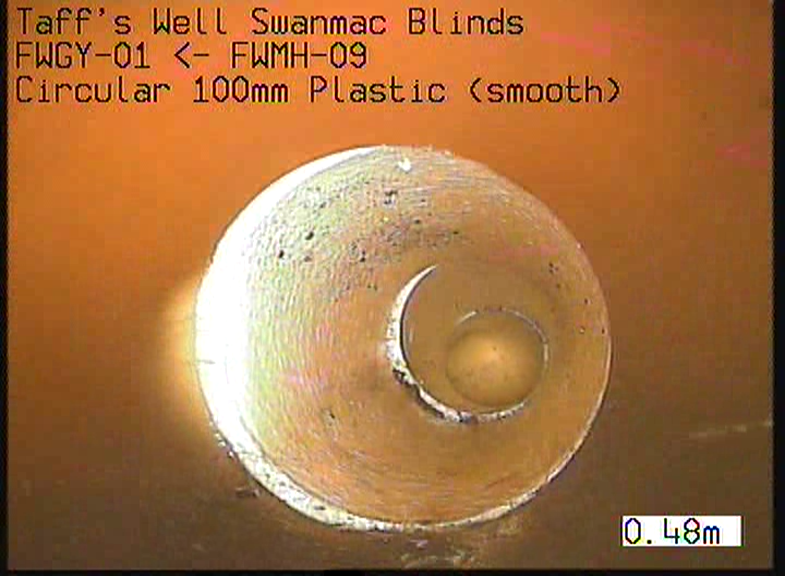 Taff's Well Swanmac Blinds
FWGY-01 <- FWMH-09
Circular 100mm Plastic (smooth)
0.48m